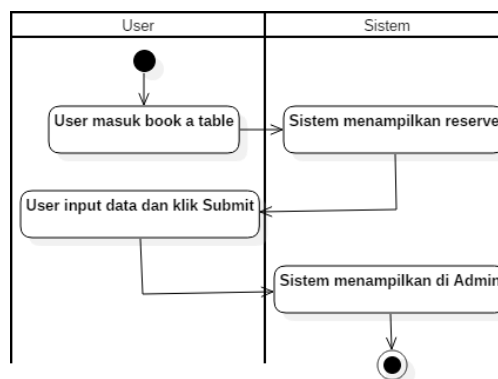 User
Sistem
User masuk book a table
Sistem menampilkan reserve
User input data dan klik Submit
Sistem menampilkan di Admin